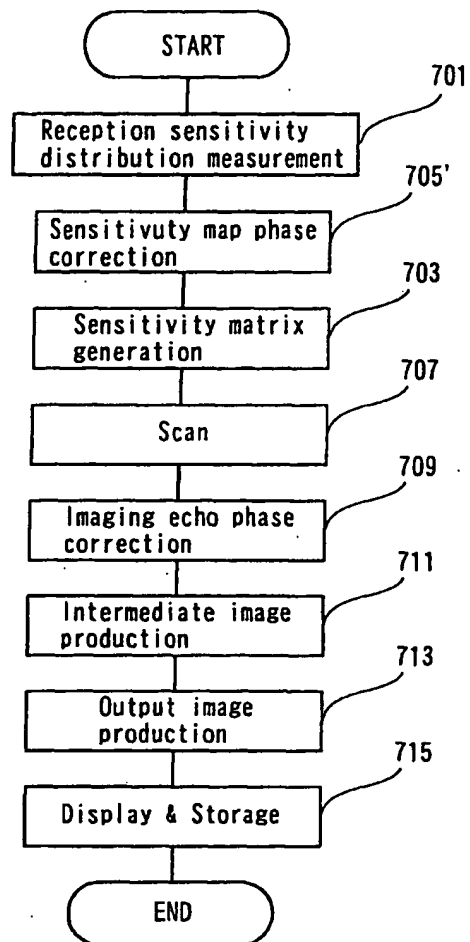 START
701
Reception sensitivity
distribution measurement
705'
Sensitivuty map phase
correction
703
Sensitivity matrix
generation
707
Scan
709
Imaging echo phase
correction
711
Intermediate image
production
713
Output image
production
715
Display & Storage
END